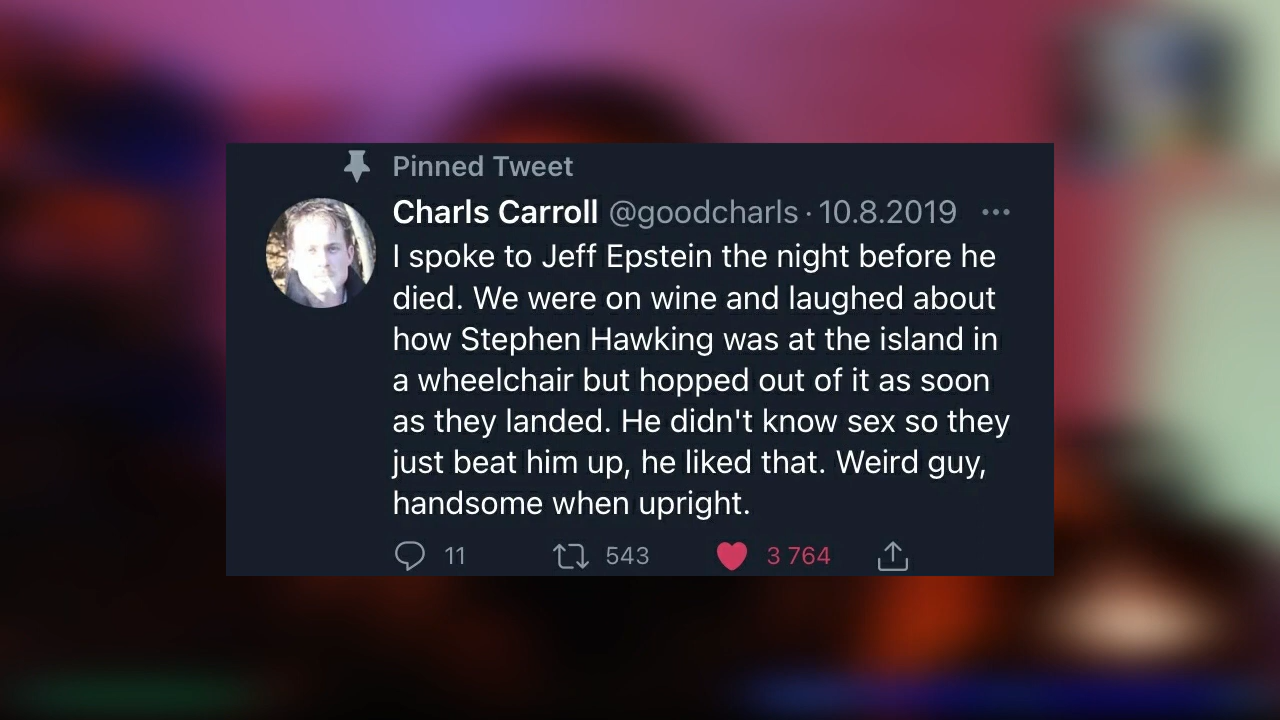 Pinned Tweet
Charls Carroll @goodcharls · 10.8.2019 ...
I spoke to Jeff Epstein the night before he
died. We were on wine and laughed about
how Stephen Hawking was at the island in
a wheelchair but hopped out of it as soon
as they landed. He didn't know sex so they
just beat him up, he liked that. Weird guy,
handsome when upright.
11 543 3 764